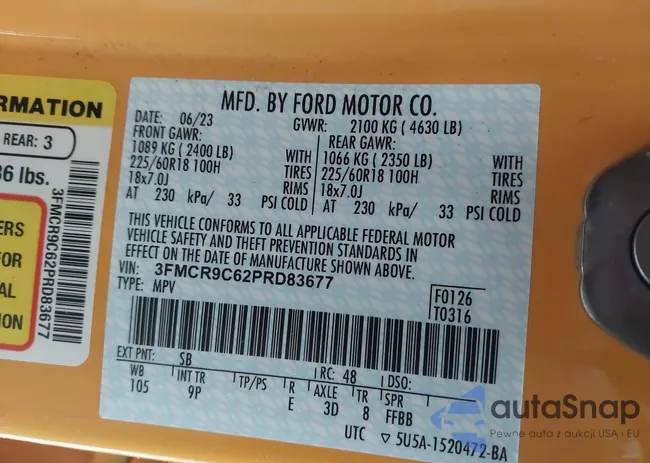 RMATION
REAR: 3
36 lbs.
ERS
FOR
AL
ION
3FMCR9C62PRD83677
MFD. BY FORD MOTOR CO.
DATE: 06/23 GVWR: 2100 KG ( 4630 LB)
FRONT GAWR: REAR GAWR:
1089 KG ( 2400 LB) WITH 1066 KG ( 2350 LB) WITH
225/60R18 100H TIRES 225/60R18 100H TIRES
18x7.0J RIMS 18x7.0J RIMS
AT 230 kPa/ 33 PSI COLD AT 230 kPa/ 33 PSI COLD
THIS VEHICLE CONFORMS TO ALL APPLICABLE FEDERAL MOTOR
VEHICLE SAFETY AND THEFT PREVENTION STANDARDS IN
EFFECT ON THE DATE OF MANUFACTURE SHOWN ABOVE.
VIN: 3FMCR9C62PRD83677
TYPE: MPV
F0126
T0316
EXT PNT: SB RC: 48 DSO:
WB INT TR TP/PS R AXLE TR SPR
105 9P E 3D 8 FFBB
UTC ▽ 5U5A-1520472-BA
autaSnap
Pewne auta z aukcji USA i EU